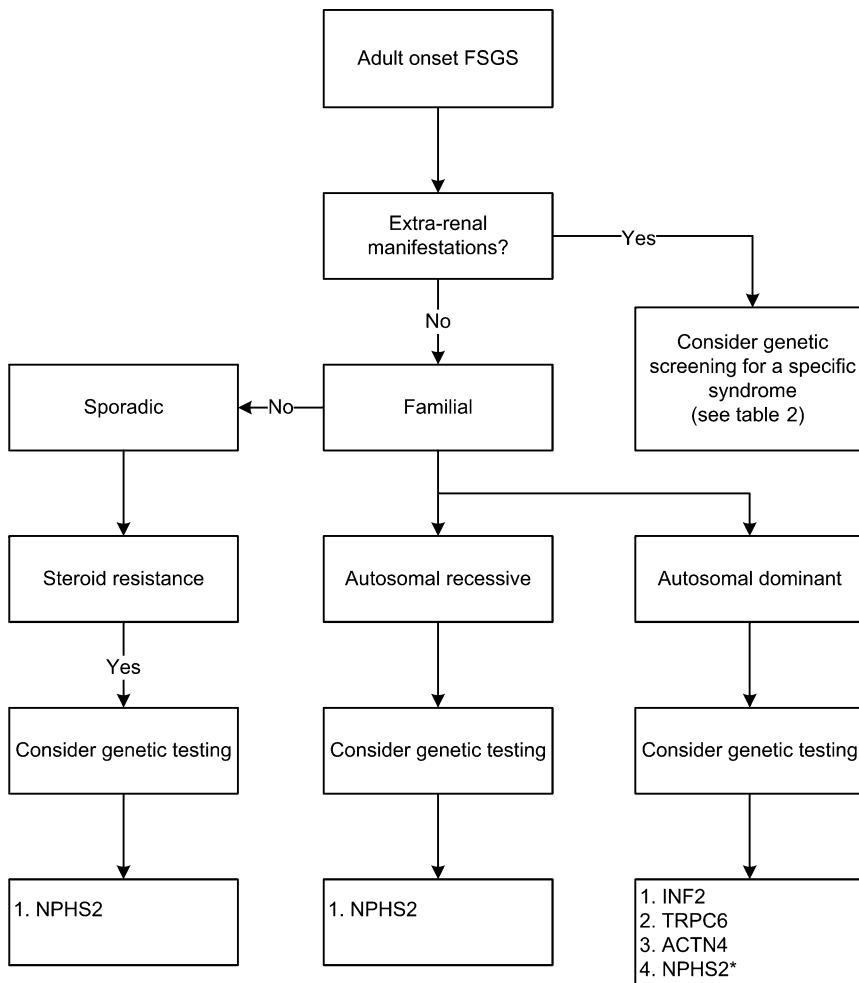 Adult onset FSGS
Extra-renal
manifestations?
Yes
No
Consider genetic
screening for a specific
syndrome
(see table 2)
Sporadic
No
Familial
Steroid resistance
Autosomal recessive
Autosomal dominant
Yes
Consider genetic testing
Consider genetic testing
Consider genetic testing
1. NPHS2
1. NPHS2
1. INF2
2. TRPC6
3. ACTN4
4. NPHS2*